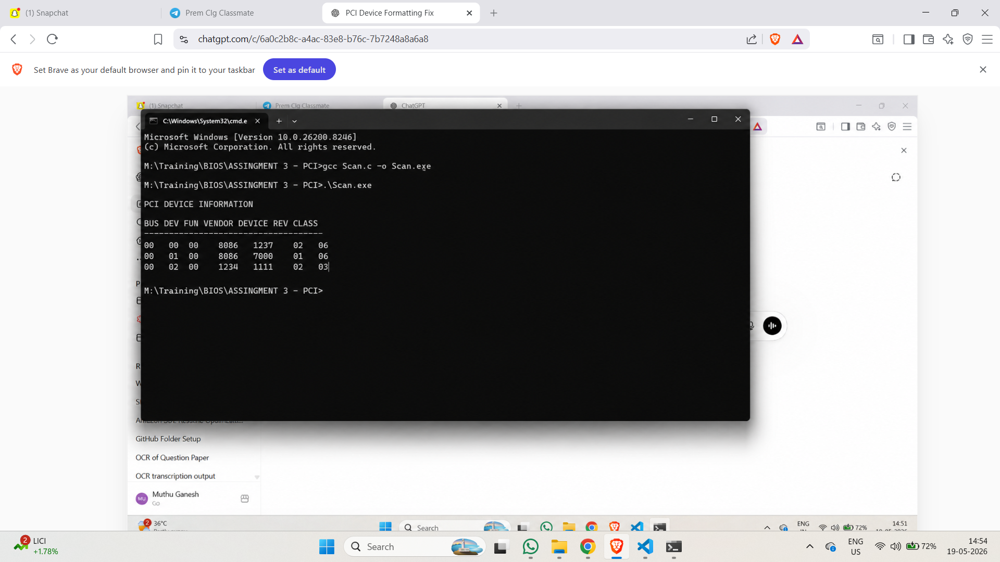 (1) Snapchat
Prem Clg Classmate
PCI Device Formatting Fix
chatgpt.com/c/6a0c2b8c-a4ac-83e8-b76c-7b7248a8a6a8
Set Brave as your default browser and pin it to your taskbar
Set as default
(1) Snapchat
Prem Clg Classmate
ChatGPT
C:\Windows\System32\cmd.e
Microsoft Windows [Version 10.0.26200.8246]
(c) Microsoft Corporation. All rights reserved.
M:\Training\BIOS\ASSINGMENT 3 - PCI>gcc Scan.c -o Scan.exe
M:\Training\BIOS\ASSINGMENT 3 - PCI>.\Scan.exe
PCI DEVICE INFORMATION
BUS DEV FUN VENDOR DEVICE REV CLASS
------------------------------------
00 00 00 8086 1237 02 06
00 01 00 8086 7000 01 06
00 02 00 1234 1111 02 03
M:\Training\BIOS\ASSINGMENT 3 - PCI>
GitHub Folder Setup
OCR of Question Paper
OCR transcription output
MU
Muthu Ganesh
Go
2
36°C
Search
ENG
72%
14:51
2
LICI
+1.78%
Search
ENG
US
72%
14:54
19-05-2026